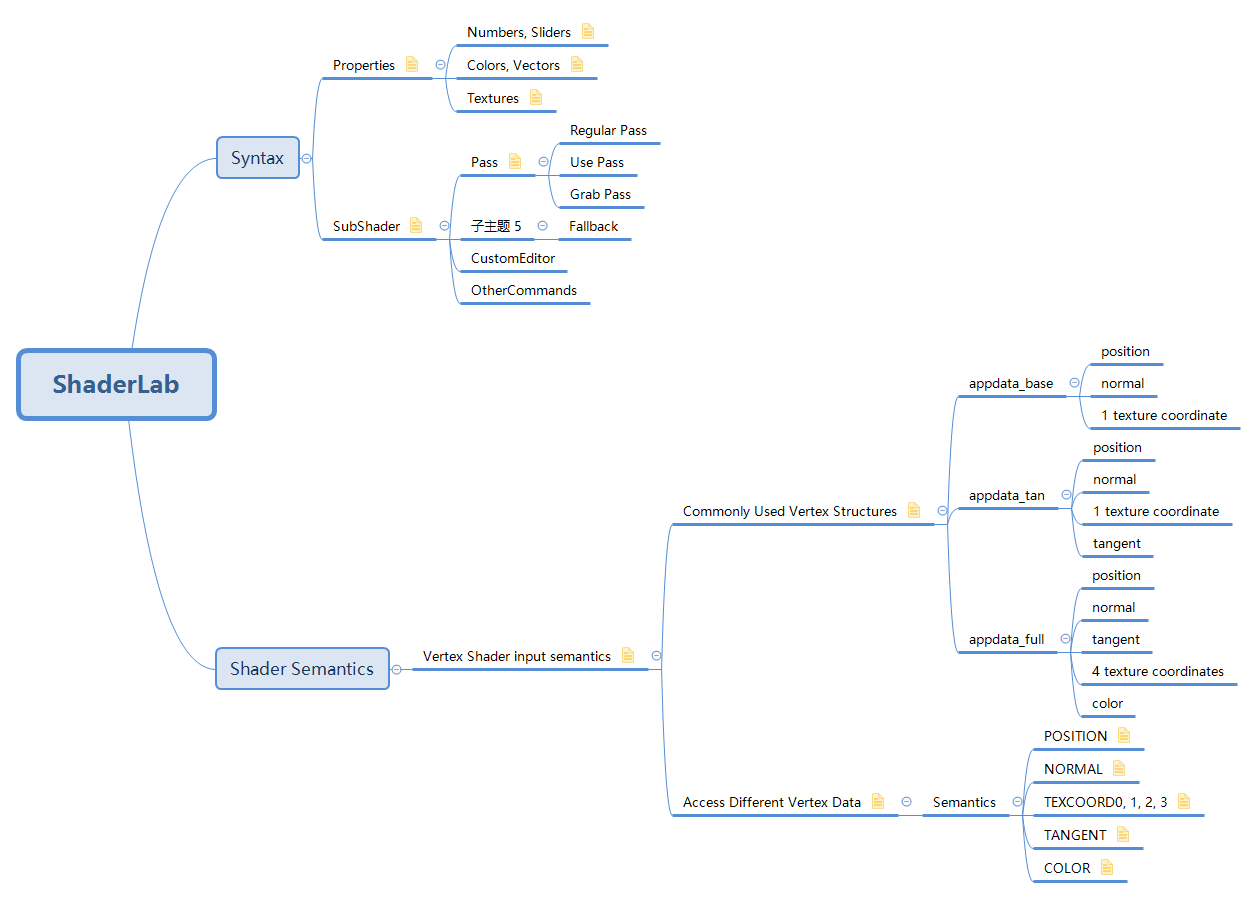 ShaderLab
Syntax
Properties
Numbers, Sliders
Colors, Vectors
Textures
SubShader
Pass
Regular Pass
Use Pass
Grab Pass
子主题 5
Fallback
CustomEditor
OtherCommands
Shader Semantics
Vertex Shader input semantics
Commonly Used Vertex Structures
appdata_base
position
normal
1 texture coordinate
appdata_tan
position
normal
1 texture coordinate
tangent
appdata_full
position
normal
tangent
4 texture coordinates
color
Access Different Vertex Data
Semantics
POSITION
NORMAL
TEXCOORD0, 1, 2, 3
TANGENT
COLOR